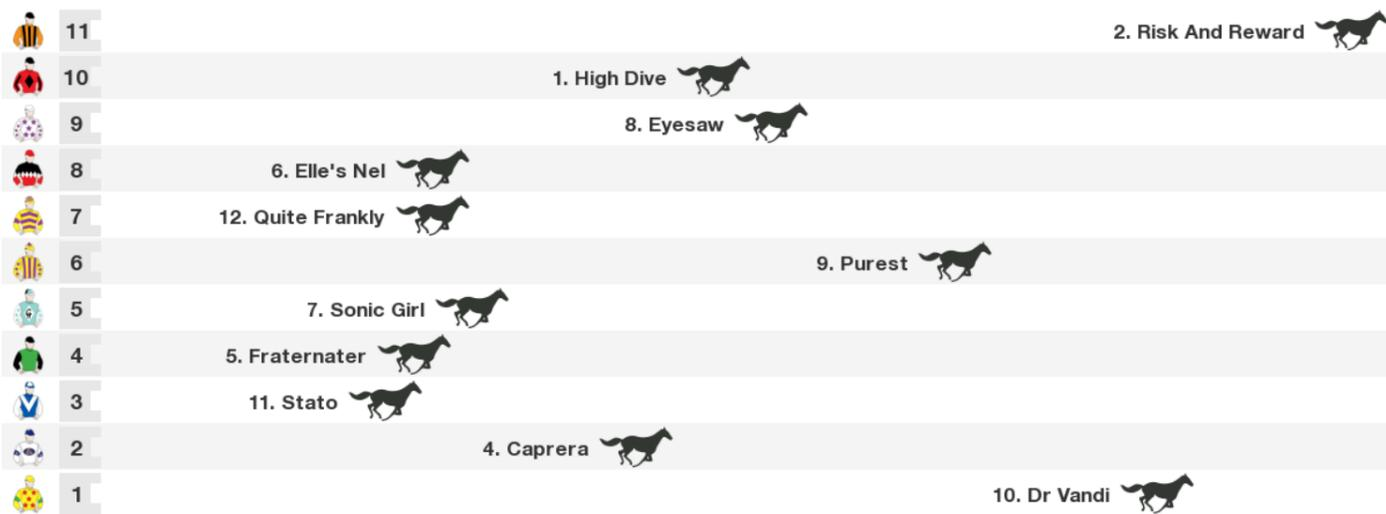 11 2. Risk And Reward
10 1. High Dive
9 8. Eyesaw
8 6. Elle's Nel
7 12. Quite Frankly
6 9. Purest
5 7. Sonic Girl
4 5. Fraternater
3 11. Stato
2 4. Caprera
1 10. Dr Vandi